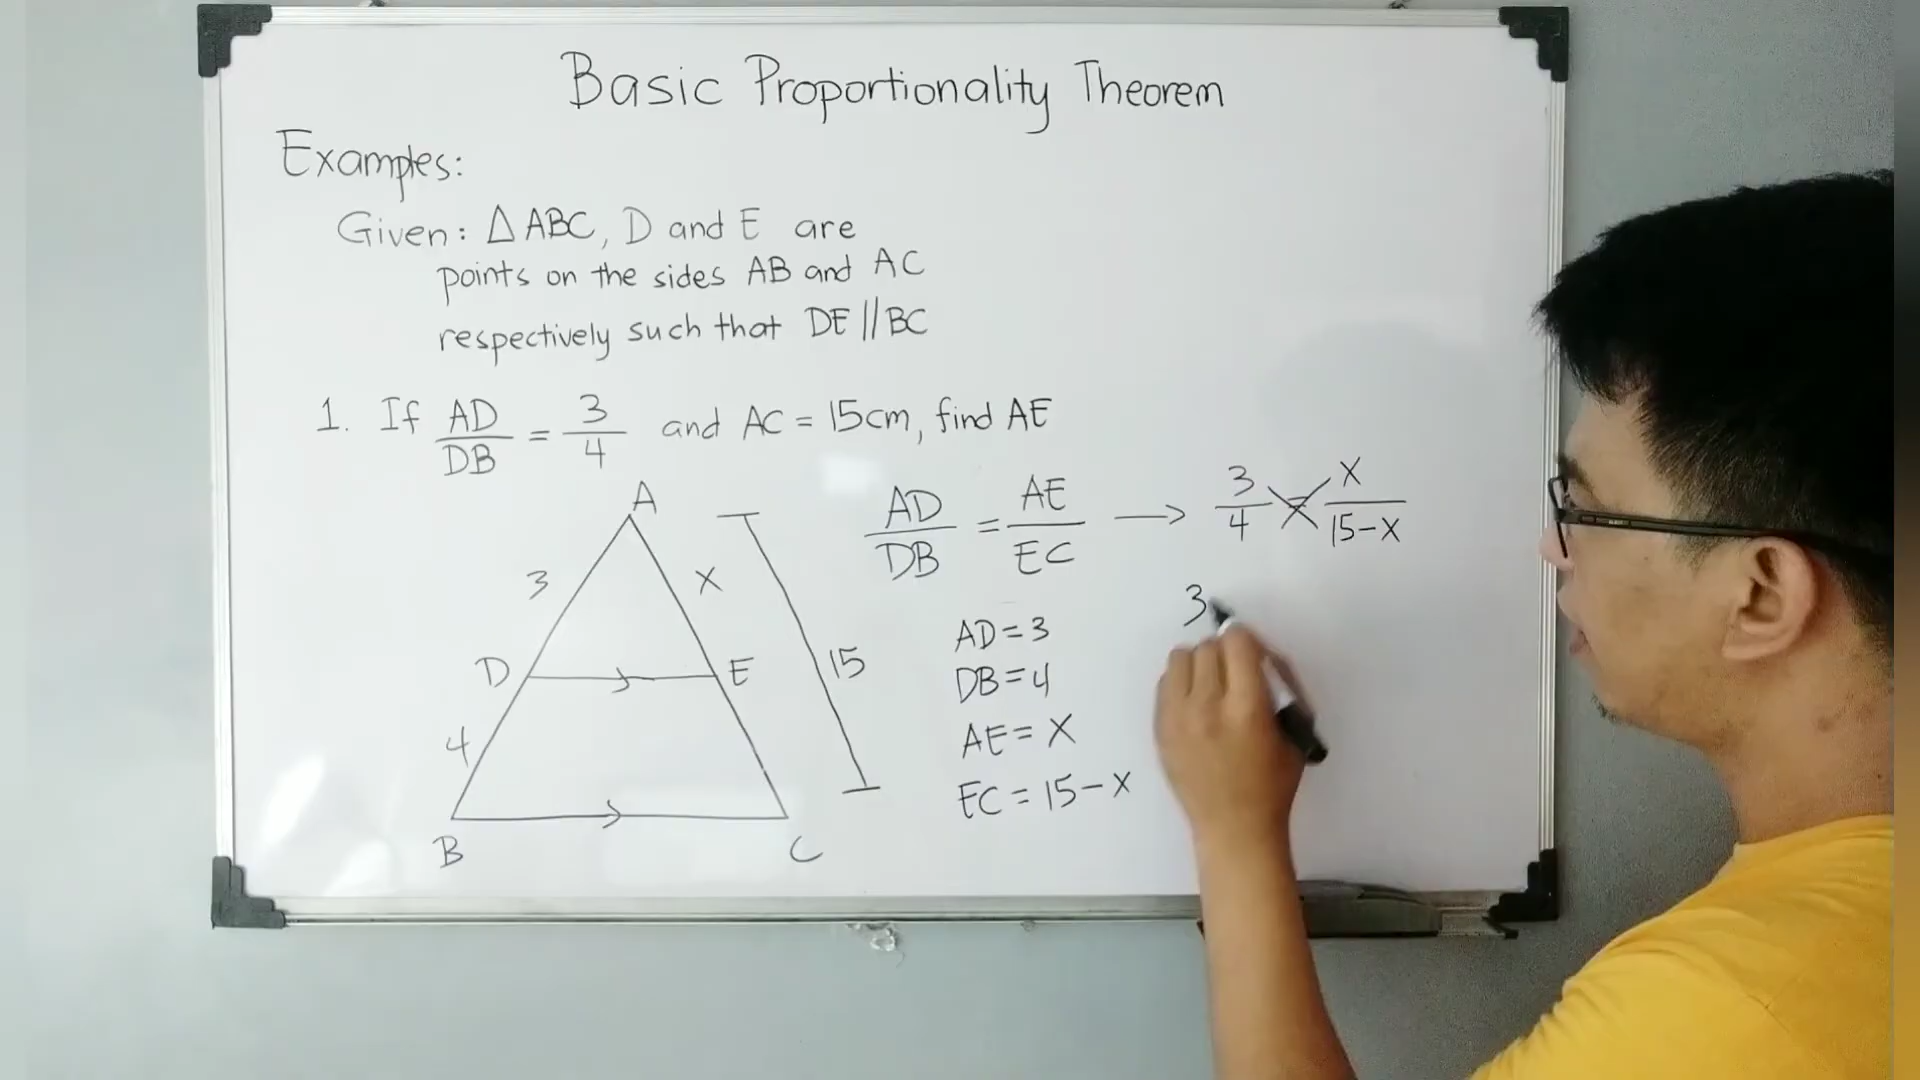 Basic Proportionality Theorem
Examples:
Given: △ABC, D and E are
points on the sides AB and AC
respectively such that DE // BC
1. If AD/DB = 3/4 and AC = 15cm, find AE
A
3
x
D
E
15
4
B
C
AD/DB = AE/EC → 3/4 = x/15-x
AD = 3
DB = 4
AE = x
EC = 15-x
3